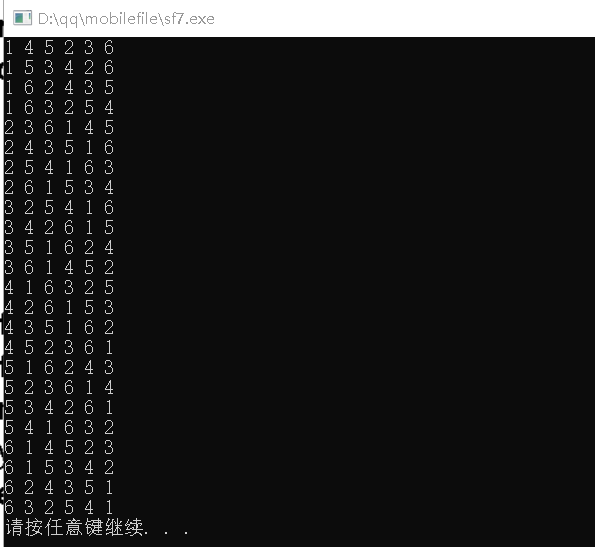 D:\qq\mobilefile\sf7.exe
1 4 5 2 3 6
1 5 3 4 2 6
1 6 2 4 3 5
1 6 3 2 5 4
2 3 6 1 4 5
2 4 3 5 1 6
2 5 4 1 6 3
2 6 1 5 3 4
3 2 5 4 1 6
3 4 2 6 1 5
3 5 1 6 2 4
3 6 1 4 5 2
4 1 6 3 2 5
4 2 6 1 5 3
4 3 5 1 6 2
4 5 2 3 6 1
5 1 6 2 4 3
5 2 3 6 1 4
5 3 4 2 6 1
5 4 1 6 3 2
6 1 4 5 2 3
6 1 5 3 4 2
6 2 4 3 5 1
6 3 2 5 4 1
请按任意键继续. . .